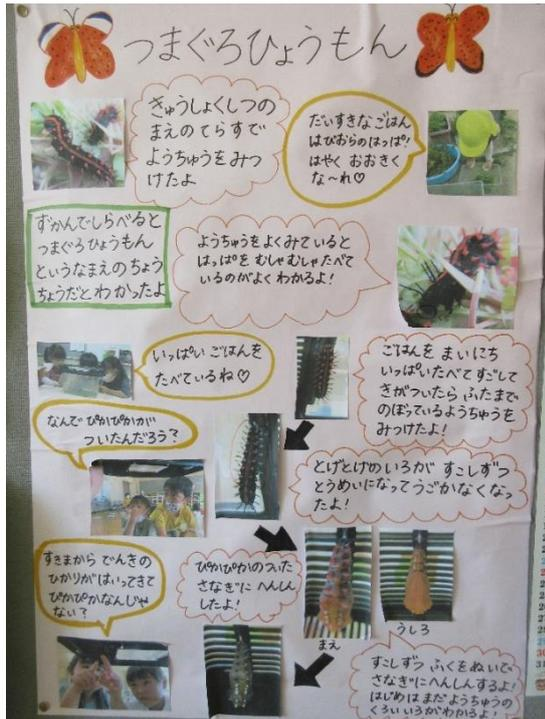 つまぐろひょうもん
きゅうしょくしつの
まえのてらすで
ようちゅうをみつ
けたよ
だいすきなごはん
はびおらのはっぱ!
はやく おおきく
な〜れ♡
ずかんでしらべると
つまぐろひょうもん
というなまえのちょう
ちょうだとわかったよ
ようちゅうをよくみていると
はっぱを むしゃむしゃたべて
いるのがよくわかるよ!
いっぱい ごはんを
たべているね♡
ごはんを まいにち
いっぱいたべて すごして
きがついたら ふたまで
のぼっているようちゅうを
みつけたよ!
なんで ぴかぴかが
ついたんだろう?
とげとげのいろが すこしずつ
とうめいになって うごかなくなっ
たよ!
すきまから でんきの
ひかりがはいってきて
ぴかぴかなんじゃ
ない?
ぴかぴかのついた
さなぎにへんしん
したよ!
まえ
うしろ
すこしずつ ふくをぬいで
さなぎにへんしんするよ!
はじめはまだようちゅうの
くろいいろがわかるよ!